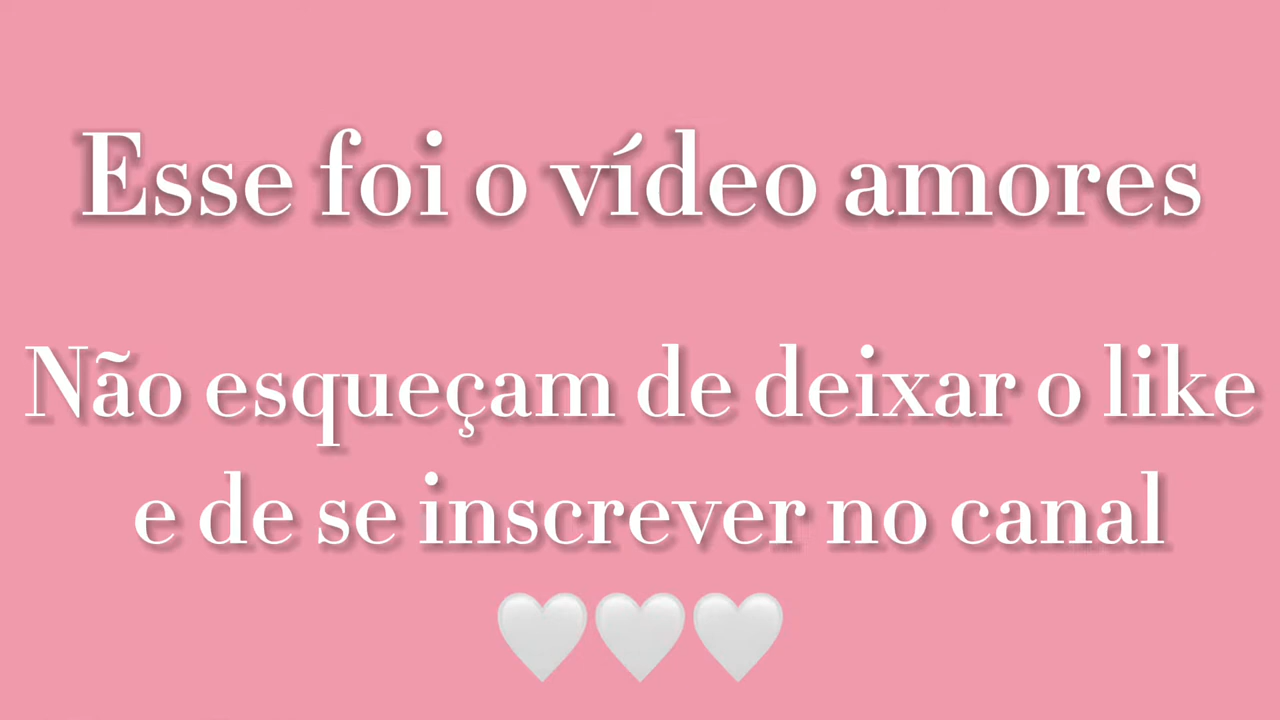 Esse foi o vídeo amores
Não esqueçam de deixar o like
e de se inscrever no canal
🤍🤍🤍